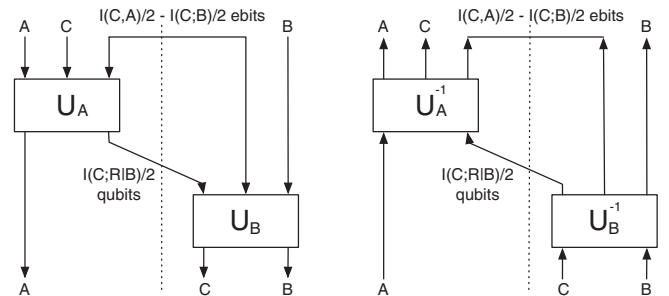 I(C,A)/2 - I(C;B)/2 ebits
A C B
U_A
I(C;R|B)/2
qubits
U_B
A C B
I(C,A)/2 - I(C;B)/2 ebits
A C B
U_A^-1
I(C;R|B)/2
qubits
U_B^-1
A C B